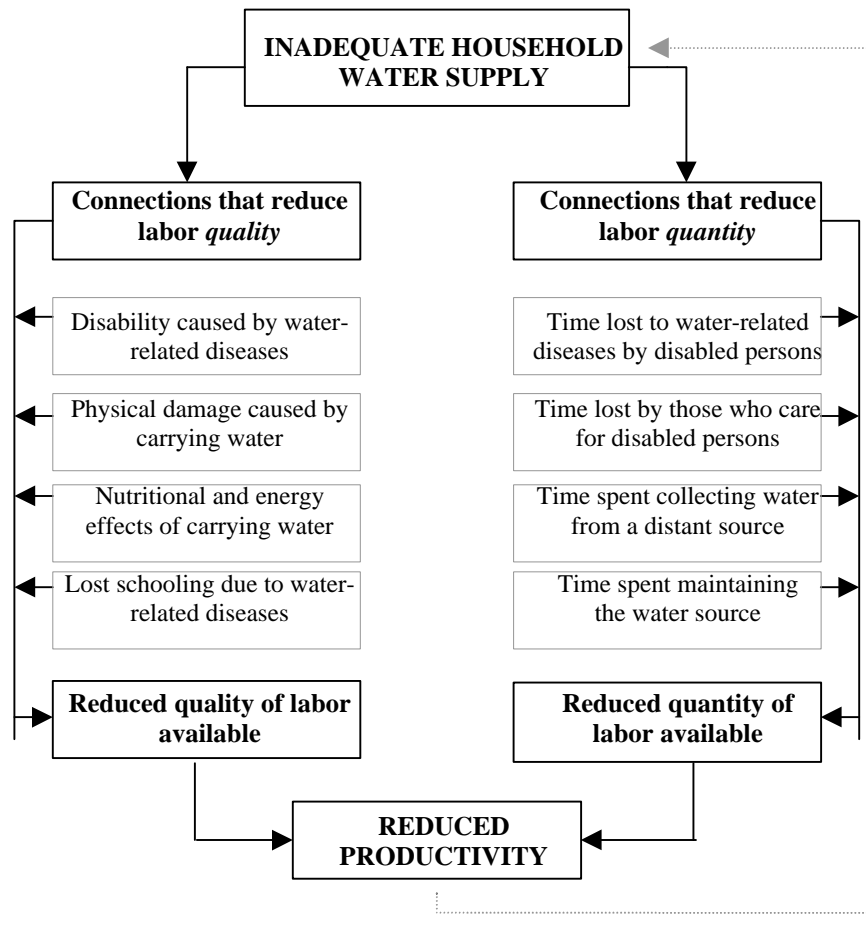 INADEQUATE HOUSEHOLD
WATER SUPPLY
Connections that reduce
labor quality
Disability caused by water-
related diseases
Physical damage caused by
carrying water
Nutritional and energy
effects of carrying water
Lost schooling due to water-
related diseases
Reduced quality of labor
available
Connections that reduce
labor quantity
Time lost to water-related
diseases by disabled persons
Time lost by those who care
for disabled persons
Time spent collecting water
from a distant source
Time spent maintaining
the water source
Reduced quantity of
labor available
REDUCED
PRODUCTIVITY